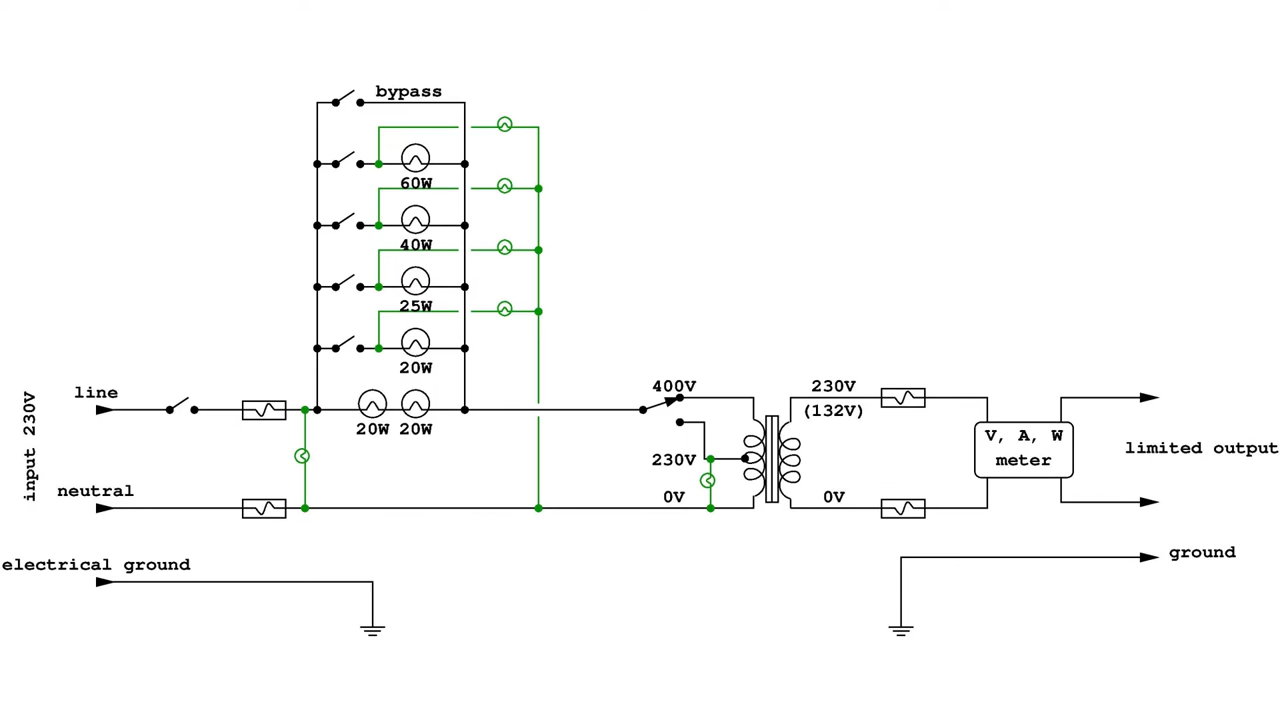 bypass
60W
40W
25W
20W
20W 20W
input 230V
line
neutral
electrical ground
400V
230V
0V
230V
(132V)
0V
V, A, W
meter
limited output
ground